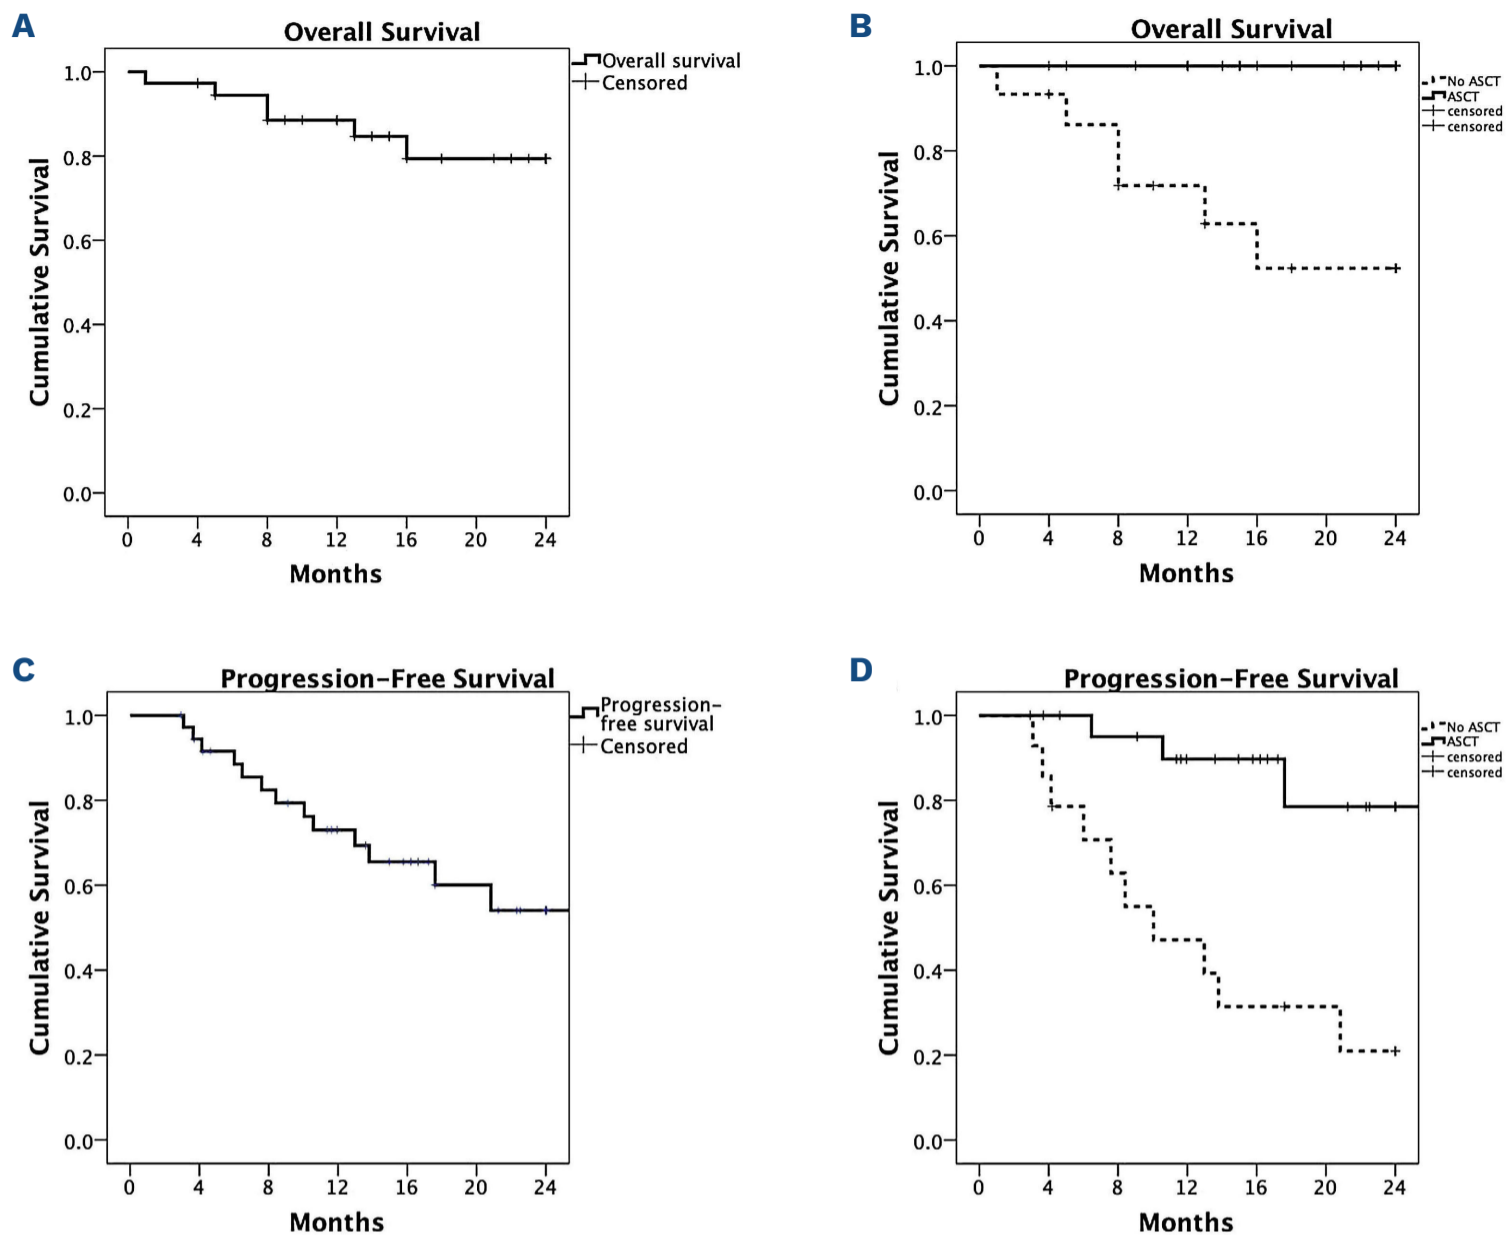 A
Overall Survival
Overall survival
Censored
Cumulative Survival
1.0
0.8
0.6
0.4
0.2
0.0
0 4 8 12 16 20 24
Months
B
Overall Survival
No ASCT
ASCT
censored
censored
Cumulative Survival
1.0
0.8
0.6
0.4
0.2
0.0
0 4 8 12 16 20 24
Months
C
Progression-Free Survival
Progression-
free survival
Censored
Cumulative Survival
1.0
0.8
0.6
0.4
0.2
0.0
0 4 8 12 16 20 24
Months
D
Progression-Free Survival
No ASCT
ASCT
censored
censored
Cumulative Survival
1.0
0.8
0.6
0.4
0.2
0.0
0 4 8 12 16 20 24
Months